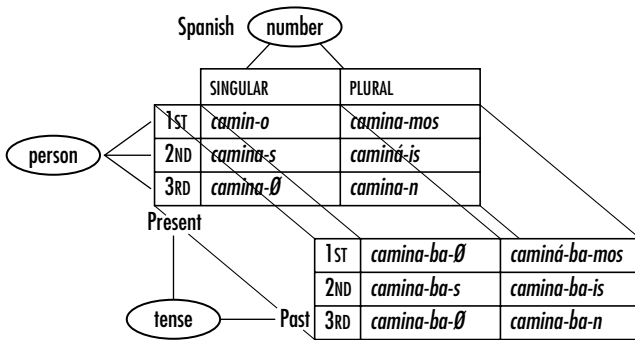 Spanish number
SINGULAR PLURAL
1ST camin-o camina-mos
person 2ND camina-s caminá-is
3RD camina-Ø camina-n
Present
1ST camina-ba-Ø caminá-ba-mos
2ND camina-ba-s camina-ba-is
tense Past 3RD camina-ba-Ø camina-ba-n